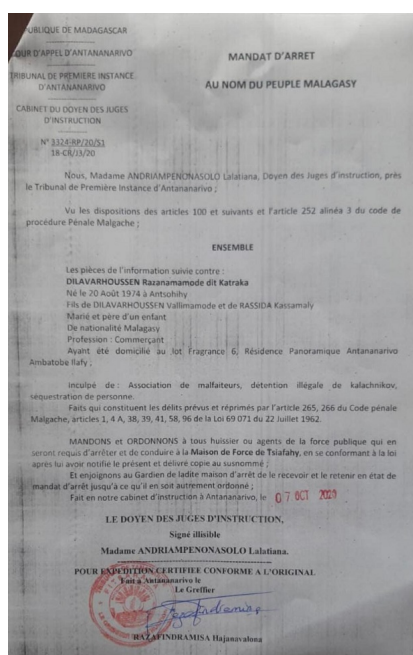 PUBLIQUE DE MADAGASCAR
COUR D'APPEL D'ANTANANARIVO
TRIBUNAL DE PREMIERE INSTANCE
D'ANTANANARIVO
CABINET DU DOYEN DES JUGES
D'INSTRUCTION
N° 3324-RP/20/S1
18-CR/J3/20
MANDAT D'ARRET
AU NOM DU PEUPLE MALAGASY
Nous, Madame ANDRIAMPENONASOLO Lalatiana, Doyen des Juges d'instruction, près
le Tribunal de Première Instance d'Antananarivo ;
Vu les dispositions des articles 100 et suivants et l'article 252 alinéa 3 du code de
procédure Pénale Malgache ;
ENSEMBLE
Les pièces de l'information suivie contre :
DILAVARHOUSSEN Razanamamode dit Katraka
Né le 20 Août 1974 à Antsohihy
Fils de DILAVARHOUSSEN Vallimamode et de RASSIDA Kassamaly
Marié et père d'un enfant
De nationalité Malagasy
Profession : Commerçant
Ayant été domicilié au lot Fragrance 6, Résidence Panoramique Antananarivo
Ambatobe Ilafy ;
Inculpé de : Association de malfaiteurs, détention illégale de kalachnikov,
séquestration de personne.
Faits qui constituent les délits prévus et réprimés par l'article 265, 266 du Code pénale
Malgache, articles 1, 4 A, 38, 39, 41, 58, 96 de la Loi 69 071 du 22 Juillet 1962.
MANDONS et ORDONNONS à tous huissier ou agents de la force publique qui en
seront requis d'arrêter et de conduire à la Maison de Force de Tsiafahy, en se conformant à la loi
après lui avoir notifié le présent et délivré copie au susnommé ;
Et enjoignons au Gardien de ladite maison d'arrêt de le recevoir et le retenir en état de
mandat d'arrêt jusqu'à ce qu'il en soit autrement ordonné ;
Fait en notre cabinet d'instruction à Antananarivo, le 07 OCT 2020
LE DOYEN DES JUGES D'INSTRUCTION,
Signé illisible
Madame ANDRIAMPENONASOLO Lalatiana.
POUR EXPEDITION CERTIFIEE CONFORME A L'ORIGINAL
Fait à Antananarivo le
Le Greffier
RAZAFINDRAMISA Hajanavalona